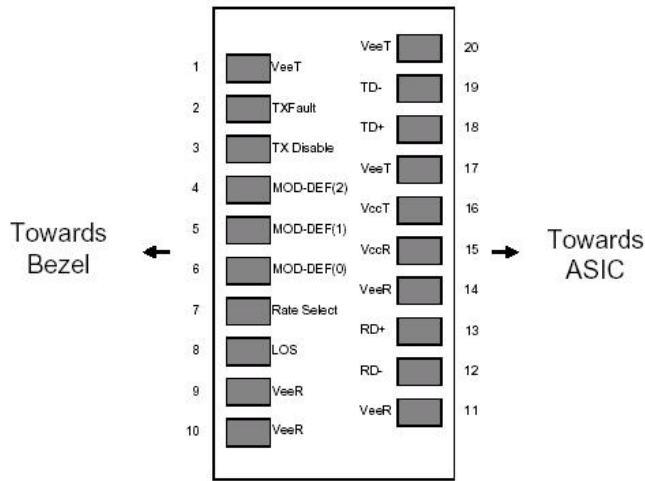 VeeT 20
1 VeeT
TD- 19
2 TXFault
TD+ 18
3 TX Disable
VeeT 17
4 MOD-DEF(2)
VccT 16
5 MOD-DEF(1)
Towards
Bezel
VccR 15
Towards
ASIC
6 MOD-DEF(0)
VeeR 14
7 Rate Select
RD+ 13
8 LOS
RD- 12
9 VeeR
VeeR 11
10 VeeR